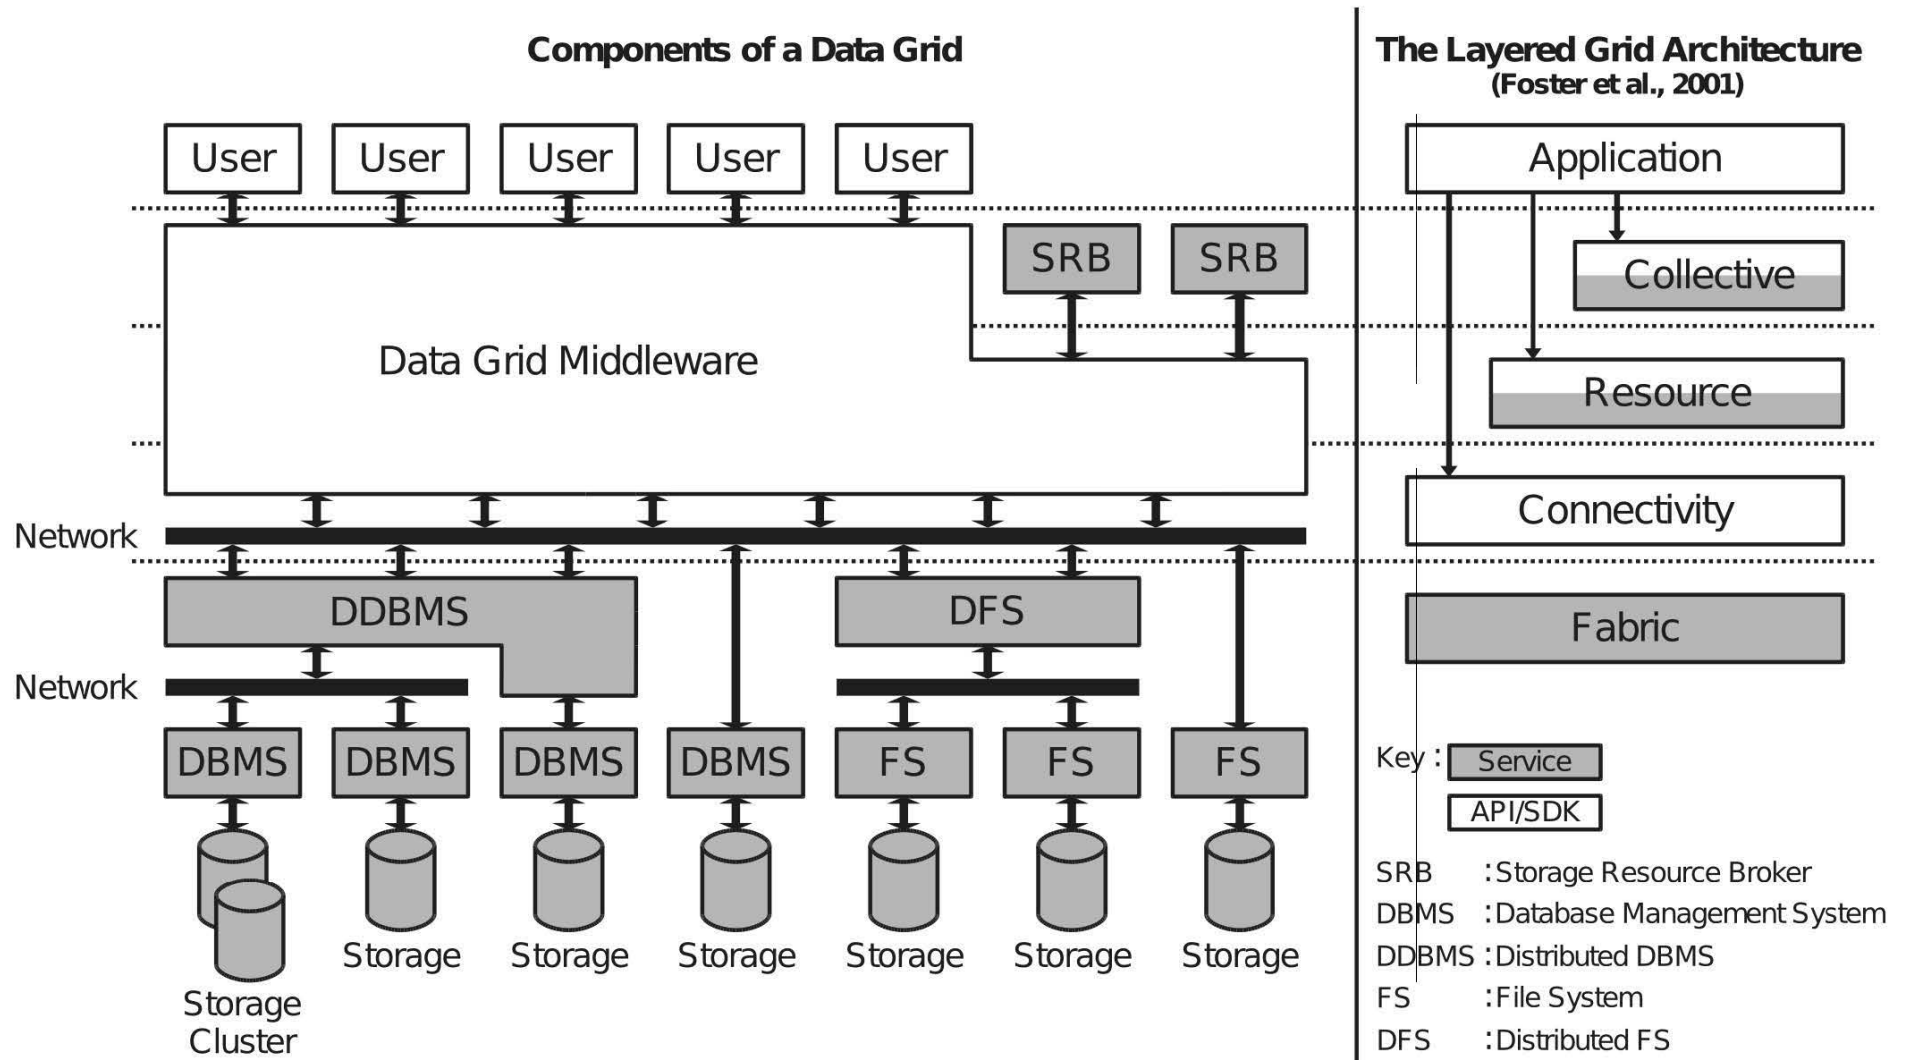 Components of a Data Grid
User User User User User
SRB SRB
Data Grid Middleware
Network
DDBMS DFS
Network
DBMS DBMS DBMS DBMS FS FS FS
Storage Storage Storage Storage Storage Storage
Storage
Cluster
The Layered Grid Architecture
(Foster et al., 2001)
Application
Collective
Resource
Connectivity
Fabric
Key : Service
API/SDK
SRB : Storage Resource Broker
DBMS : Database Management System
DDBMS : Distributed DBMS
FS : File System
DFS : Distributed FS